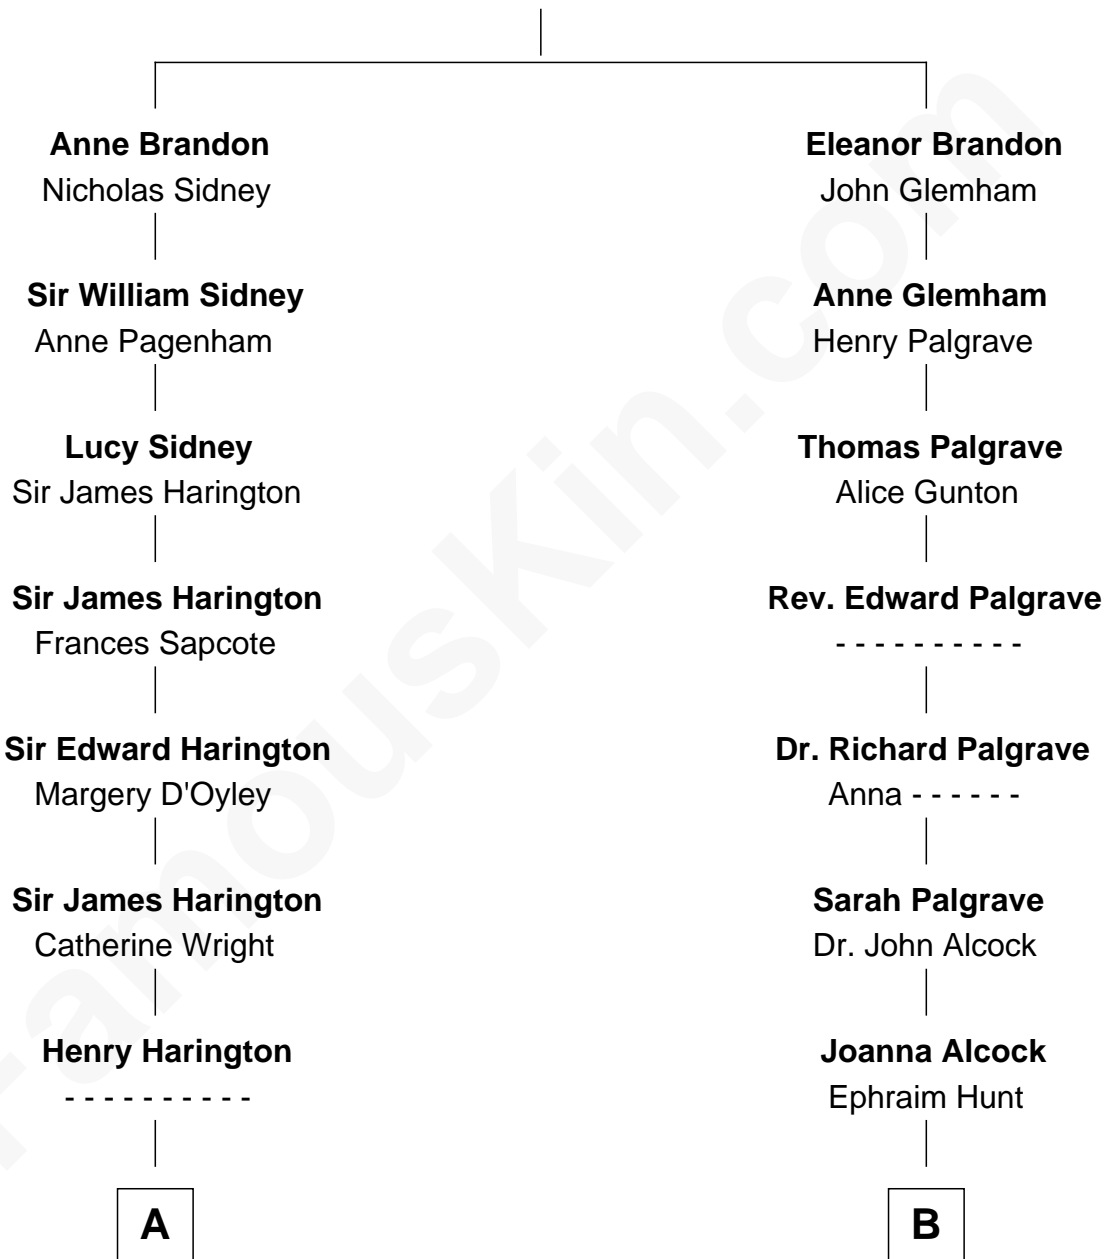 Anne Brandon
Nicholas Sidney
Sir William Sidney
Anne Pagenham
Lucy Sidney
Sir James Harington
Sir James Harington
Frances Sapcote
Sir Edward Harington
Margery D'Oyley
Sir James Harington
Catherine Wright
Henry Harington
- - - - - - - - - -
A
Eleanor Brandon
John Glemham
Anne Glemham
Henry Palgrave
Thomas Palgrave
Alice Gunton
Rev. Edward Palgrave
- - - - - - - - - -
Dr. Richard Palgrave
Anna - - - - - -
Sarah Palgrave
Dr. John Alcock
Joanna Alcock
Ephraim Hunt
B
FamousKin.com